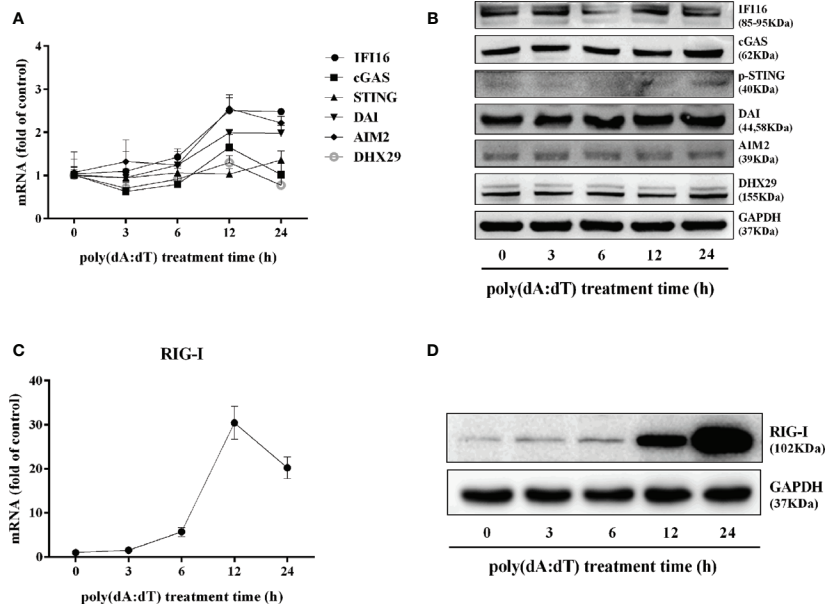 A
mRNA (fold of control)
4
3
2
1
0
0 3 6 12 24
poly(dA:dT) treatment time (h)
IFI16
cGAS
STING
DAI
AIM2
DHX29
B
IFI16
(85-95KDa)
cGAS
(62KDa)
p-STING
(40KDa)
DAI
(44,58KDa)
AIM2
(39KDa)
DHX29
(155KDa)
GAPDH
(37KDa)
0 3 6 12 24
poly(dA:dT) treatment time (h)
C
RIG-I
mRNA (fold of control)
40
30
20
10
0
0 3 6 12 24
poly(dA:dT) treatment time (h)
D
RIG-I
(102KDa)
GAPDH
(37KDa)
0 3 6 12 24
poly(dA:dT) treatment time (h)